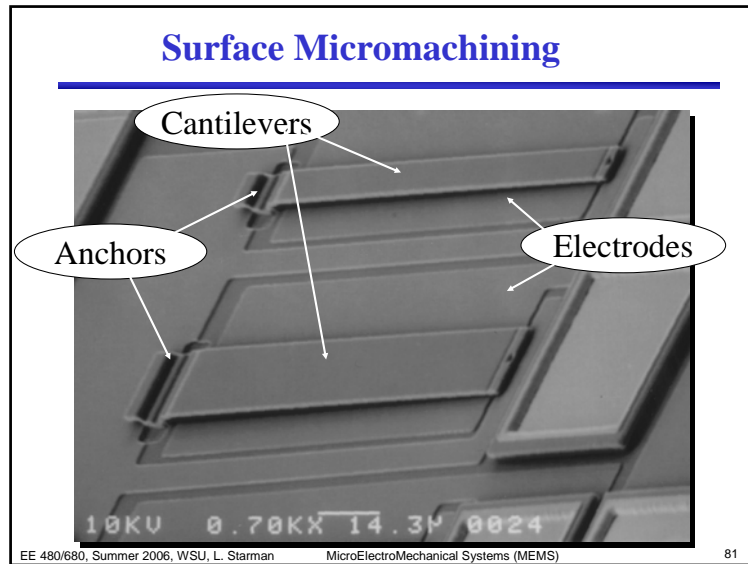 Surface Micromachining
Cantilevers
Anchors
Electrodes
10KV 0.70KX 14.3μ 0024
EE 480/680, Summer 2006, WSU, L. Starman MicroElectroMechanical Systems (MEMS) 81